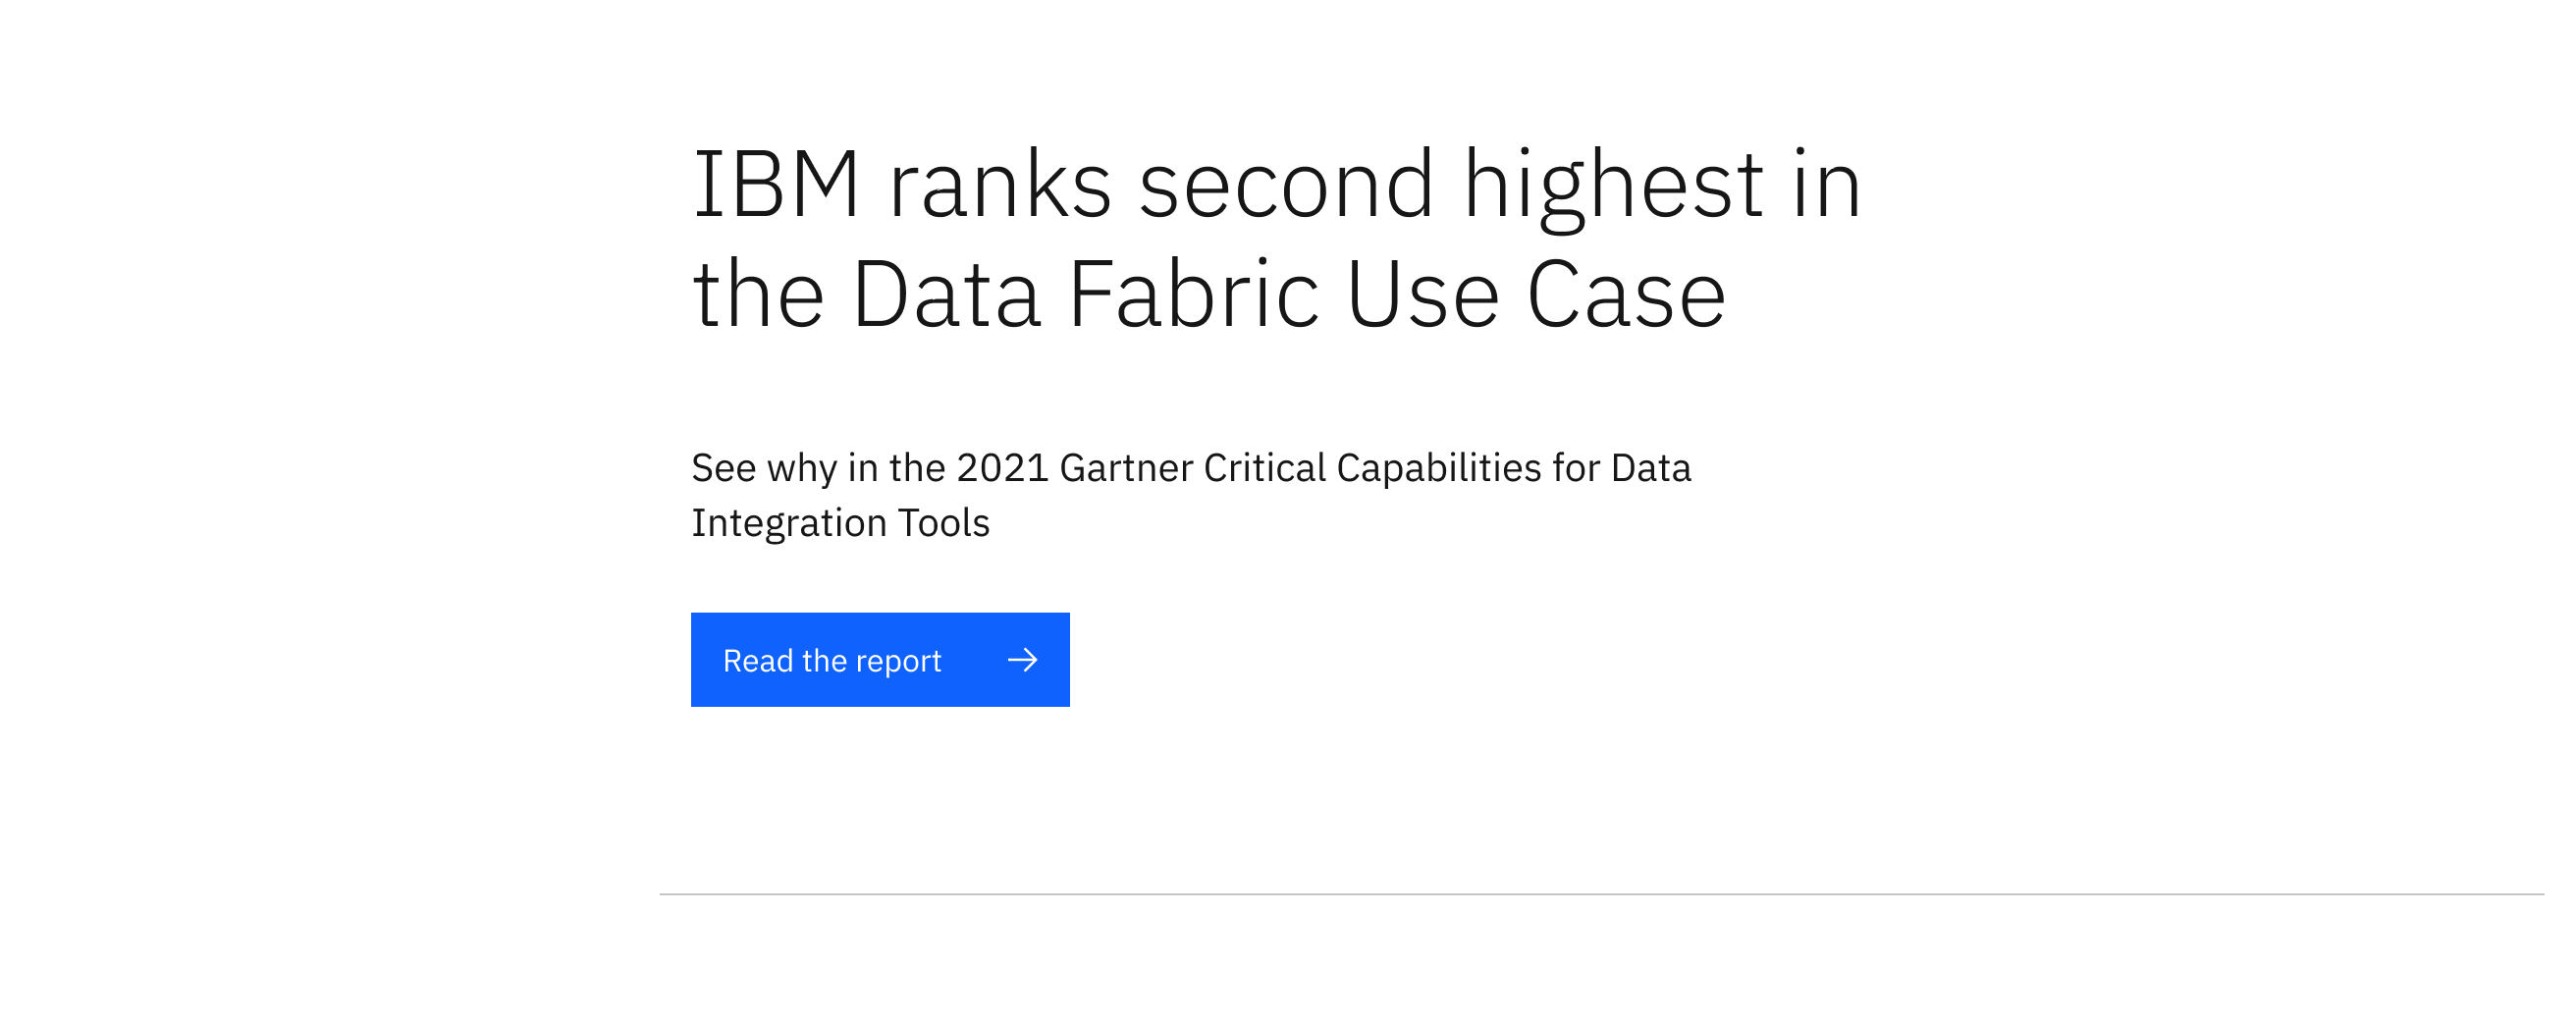 IBM ranks second highest in
the Data Fabric Use Case
See why in the 2021 Gartner Critical Capabilities for Data
Integration Tools
Read the report